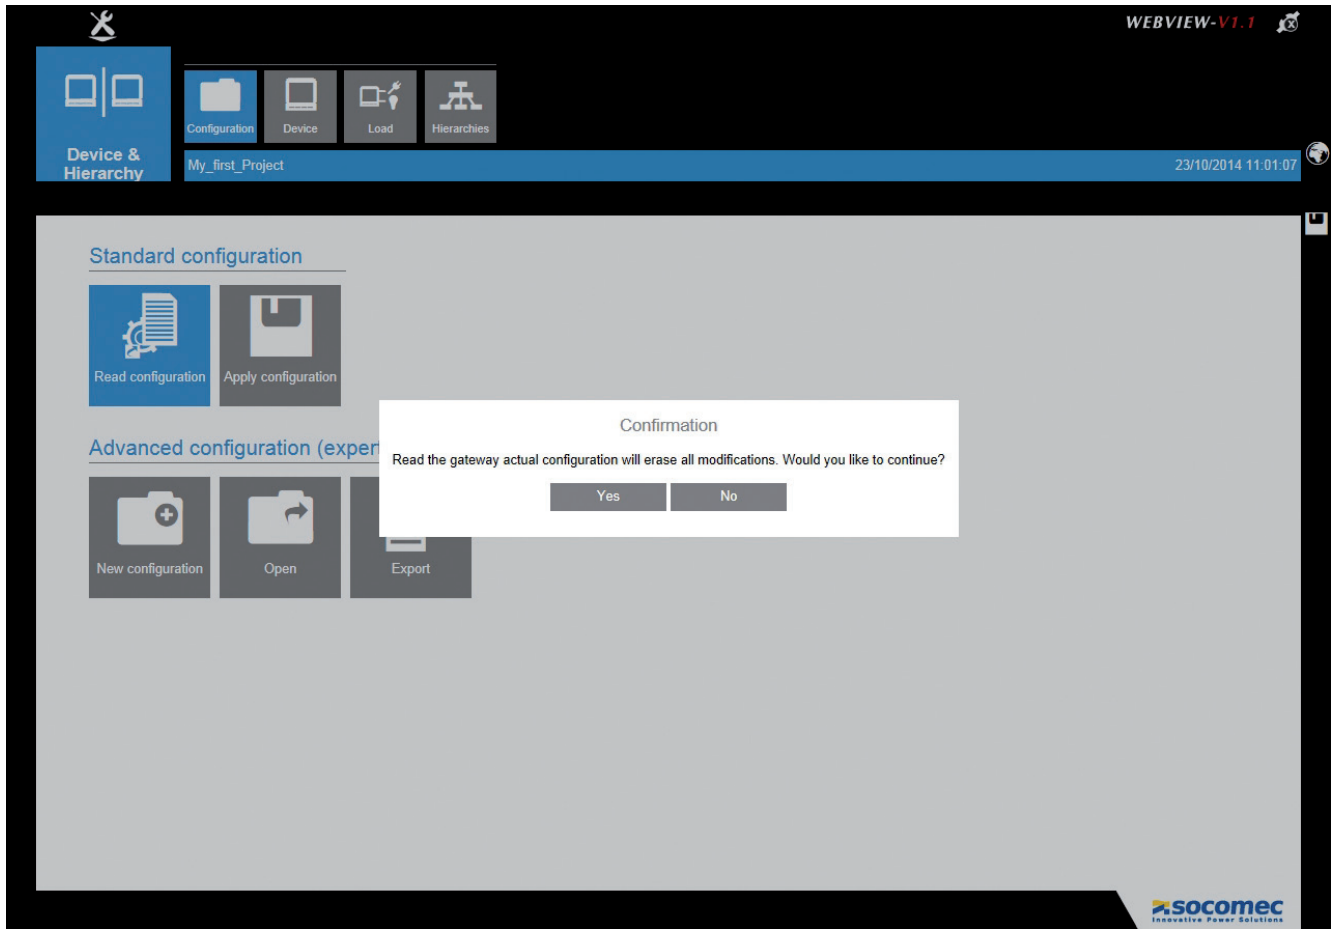 WEBVIEW-V1.1
Configuration
Device
Load
Hierarchies
Device &
Hierarchy
My_first_Project
23/10/2014 11:01:07
Standard configuration
Read configuration
Apply configuration
Confirmation
Read the gateway actual configuration will erase all modifications. Would you like to continue?
Yes
No
Advanced configuration (expert
New configuration
Open
Export
socomec
Innovative Power Solutions